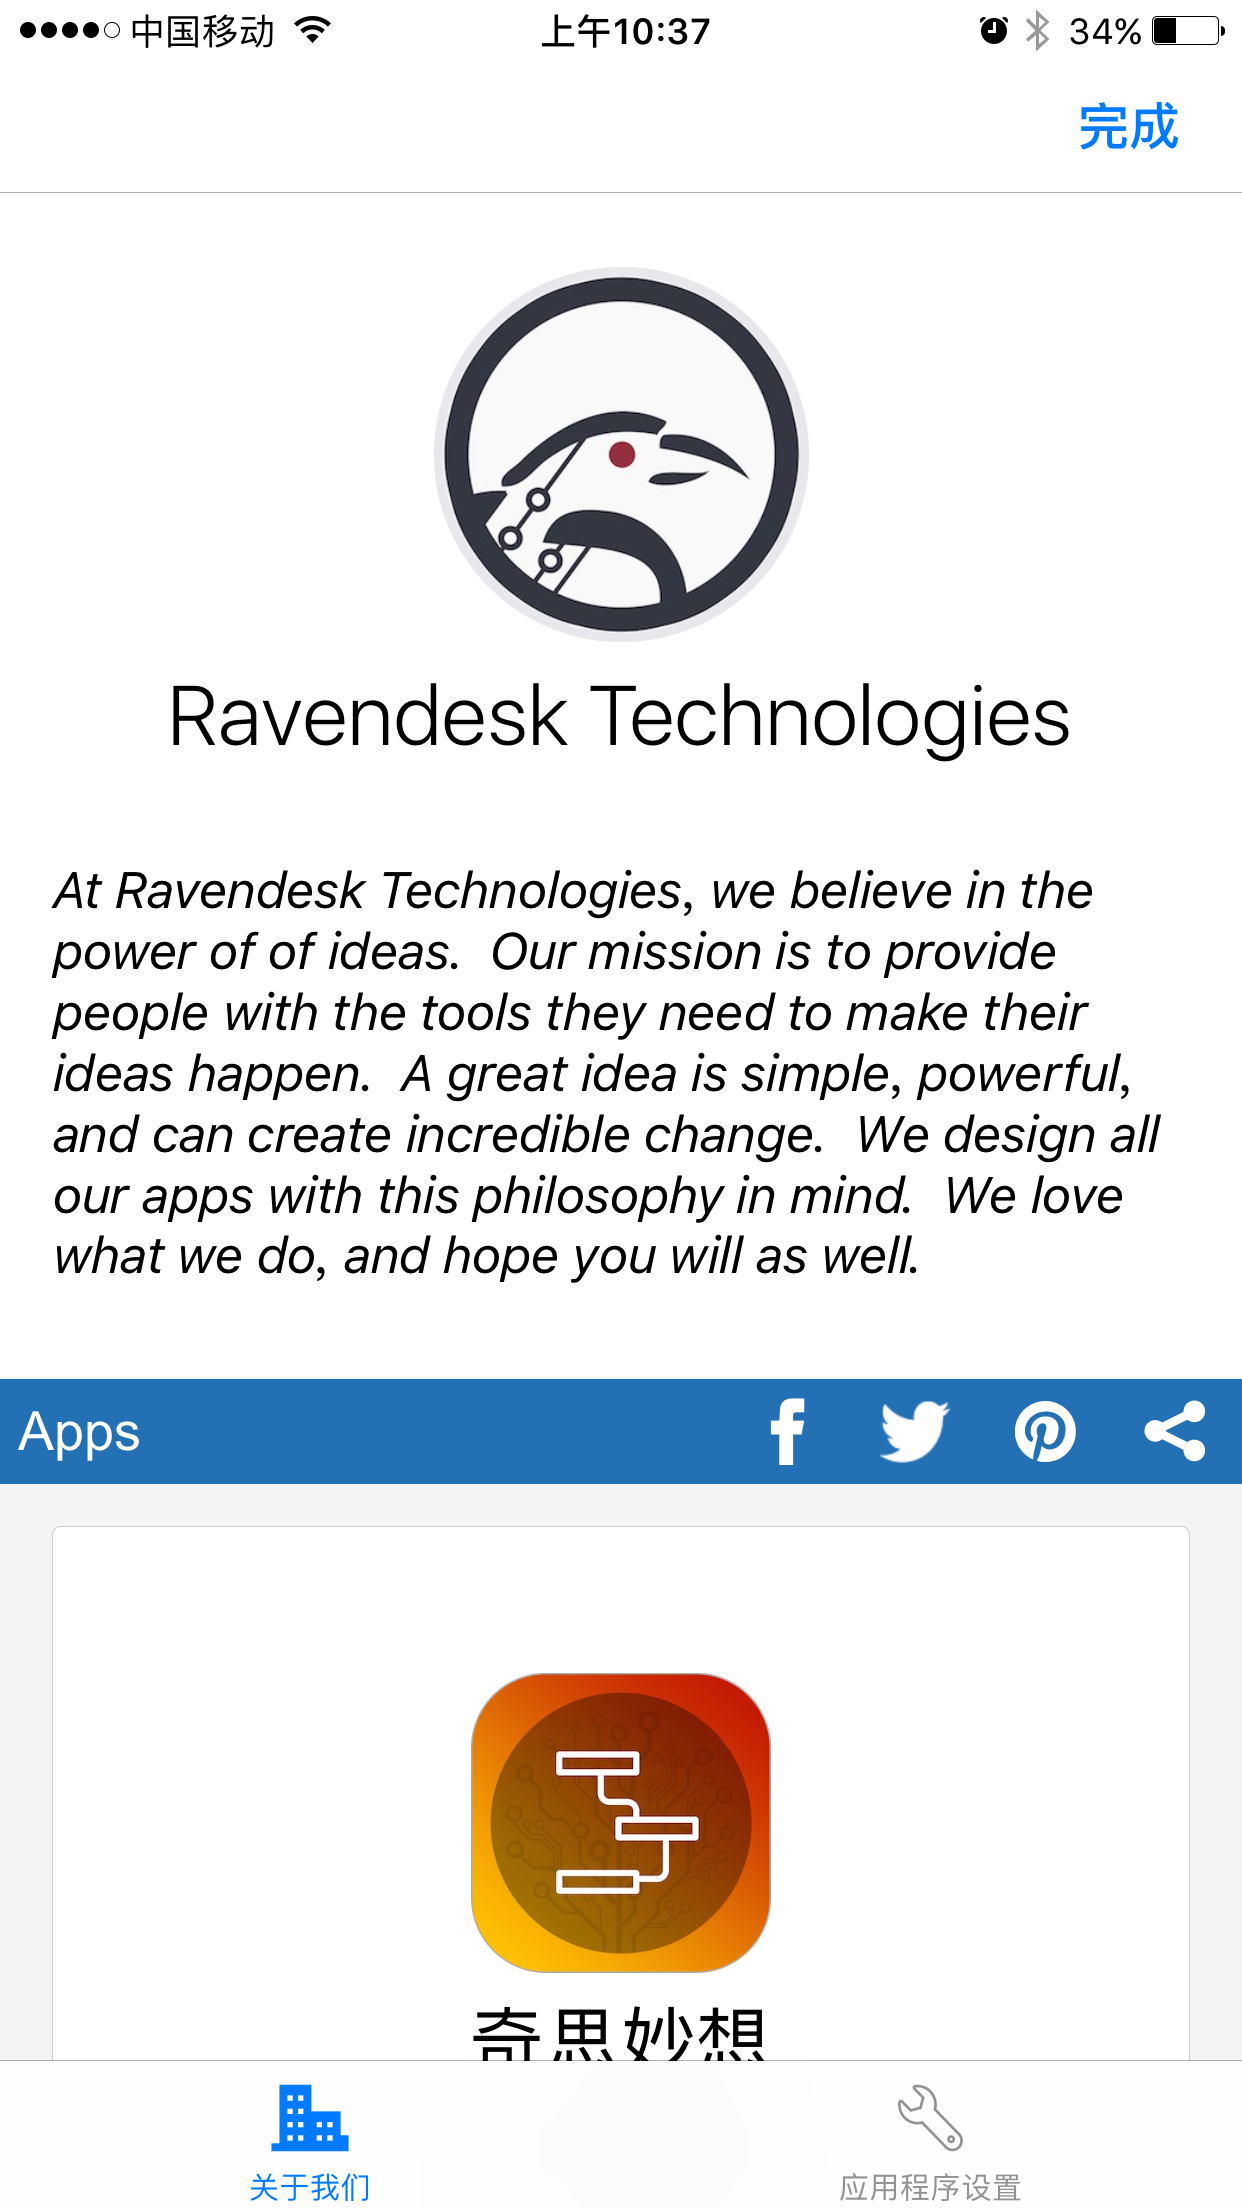 中国移动
上午10:37
34%
完成
Ravendesk Technologies
At Ravendesk Technologies, we believe in the
power of of ideas.  Our mission is to provide
people with the tools they need to make their
ideas happen.  A great idea is simple, powerful,
and can create incredible change.  We design all
our apps with this philosophy in mind.  We love
what we do, and hope you will as well.
Apps
奇思妙想
关于我们
应用程序设置